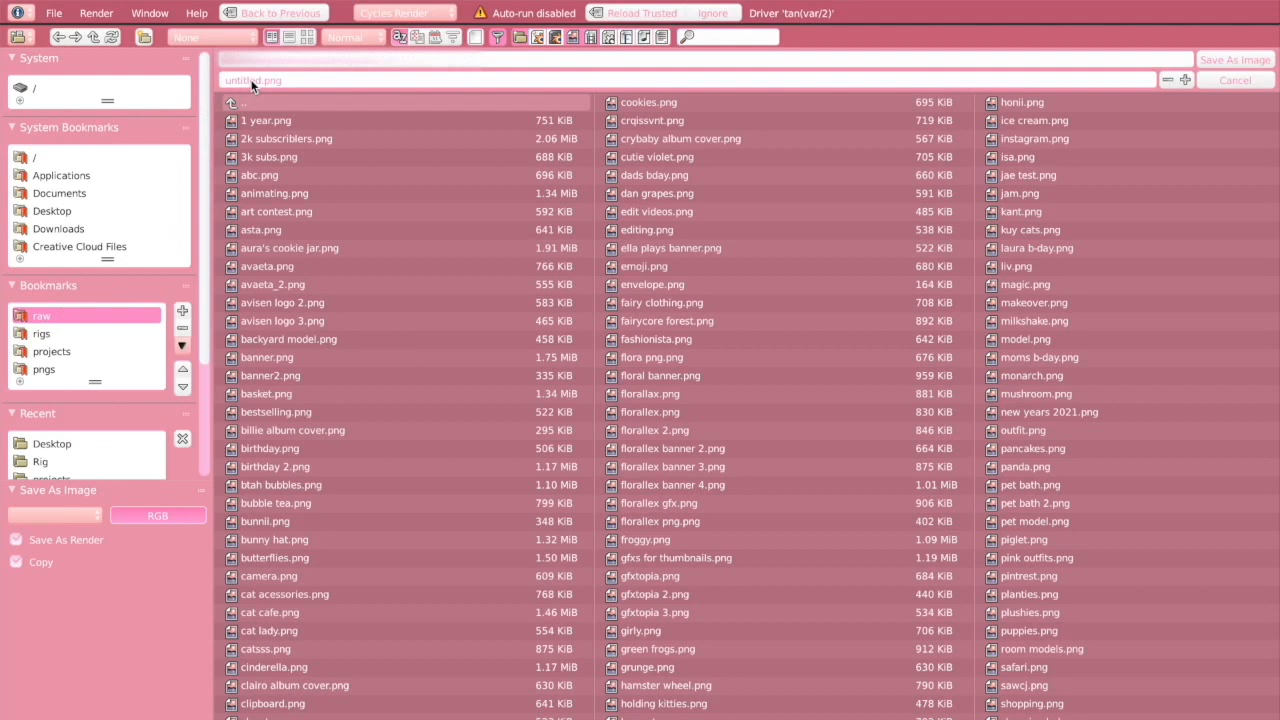 File Render Window Help Back to Previous Cycles Render Auto-run disabled Reload Trusted Ignore Driver 'tan(var/2)'
None Normal
System
/
System Bookmarks
/
Applications
Documents
Desktop
Downloads
Creative Cloud Files
Bookmarks
raw
rigs
projects
pngs
Recent
Desktop
Rig
projects
Save As Image
RGB
Save As Render
Copy
Save As Image
untitled.png Cancel
..
1 year.png 751 KiB
2k subscriblers.png 2.06 MiB
3k subs.png 688 KiB
abc.png 696 KiB
animating.png 1.34 MiB
art contest.png 592 KiB
asta.png 641 KiB
aura's cookie jar.png 1.91 MiB
avaeta.png 766 KiB
avaeta_2.png 555 KiB
avisen logo 2.png 583 KiB
avisen logo 3.png 465 KiB
backyard model.png 458 KiB
banner.png 1.75 MiB
banner2.png 335 KiB
basket.png 1.34 MiB
bestselling.png 522 KiB
billie album cover.png 295 KiB
birthday.png 506 KiB
birthday 2.png 1.17 MiB
btah bubbles.png 1.10 MiB
bubble tea.png 799 KiB
bunnii.png 348 KiB
bunny hat.png 1.32 MiB
butterflies.png 1.50 MiB
camera.png 609 KiB
cat acessories.png 768 KiB
cat cafe.png 1.46 MiB
cat lady.png 554 KiB
catsss.png 875 KiB
cinderella.png 1.17 MiB
clairo album cover.png 630 KiB
clipboard.png 641 KiB
cookies.png 695 KiB
crqissvnt.png 719 KiB
crybaby album cover.png 567 KiB
cutie violet.png 705 KiB
dads bday.png 660 KiB
dan grapes.png 591 KiB
edit videos.png 485 KiB
editing.png 538 KiB
ella plays banner.png 522 KiB
emoji.png 680 KiB
envelope.png 164 KiB
fairy clothing.png 708 KiB
fairycore forest.png 892 KiB
fashionista.png 642 KiB
flora png.png 676 KiB
floral banner.png 959 KiB
florallax.png 881 KiB
florallex.png 830 KiB
florallex 2.png 846 KiB
florallex banner 2.png 664 KiB
florallex banner 3.png 875 KiB
florallex banner 4.png 1.01 MiB
florallex gfx.png 906 KiB
florallex png.png 402 KiB
froggy.png 1.09 MiB
gfxs for thumbnails.png 1.19 MiB
gfxtopia.png 684 KiB
gfxtopia 2.png 440 KiB
gfxtopia 3.png 534 KiB
girly.png 706 KiB
green frogs.png 912 KiB
grunge.png 630 KiB
hamster wheel.png 790 KiB
holding kitties.png 478 KiB
honii.png
ice cream.png
instagram.png
isa.png
jae test.png
jam.png
kant.png
kuy cats.png
laura b-day.png
liv.png
magic.png
makeover.png
milkshake.png
model.png
moms b-day.png
monarch.png
mushroom.png
new years 2021.png
outfit.png
pancakes.png
panda.png
pet bath.png
pet bath 2.png
pet model.png
piglet.png
pink outfits.png
pintrest.png
planties.png
plushies.png
puppies.png
room models.png
safari.png
sawcj.png
shopping.png